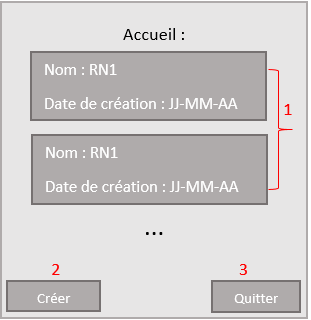 Accueil :
Nom : RN1
Date de création : JJ-MM-AA
1
Nom : RN1
Date de création : JJ-MM-AA
...
2
3
Créer
Quitter